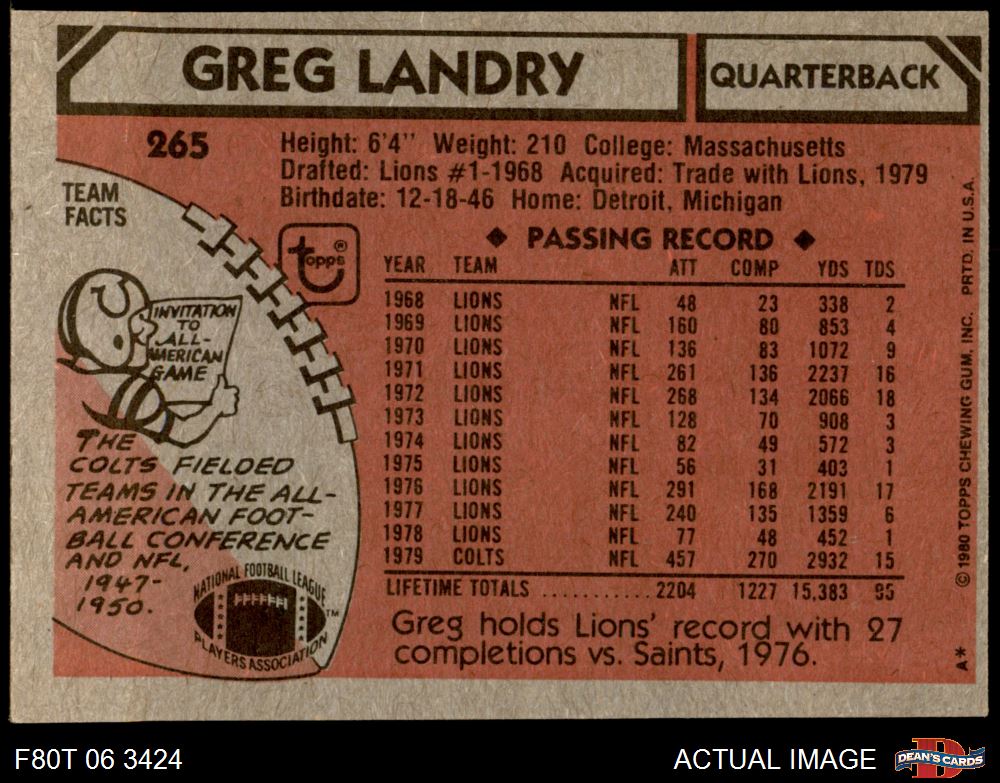 GREG LANDRY
QUARTERBACK
265
Height: 6'4'' Weight: 210 College: Massachusetts
Drafted: Lions #1-1968 Acquired: Trade with Lions, 1979
Birthdate: 12-18-46 Home: Detroit, Michigan
TEAM
FACTS
topps®
INVITATION
TO
ALL-
AMERICAN
GAME
THE
COLTS FIELDED
TEAMS IN THE ALL-
AMERICAN FOOT-
BALL CONFERENCE
AND NFL,
1947-
1950.
NATIONAL FOOTBALL LEAGUE
PLAYERS ASSOCIATION
TM
◆ PASSING RECORD ◆
YEAR TEAM ATT COMP YDS TDS
1968 LIONS NFL 48 23 338 2
1969 LIONS NFL 160 80 853 4
1970 LIONS NFL 136 83 1072 9
1971 LIONS NFL 261 136 2237 16
1972 LIONS NFL 268 134 2066 18
1973 LIONS NFL 128 70 908 3
1974 LIONS NFL 82 49 572 3
1975 LIONS NFL 56 31 403 1
1976 LIONS NFL 291 168 2191 17
1977 LIONS NFL 240 135 1359 6
1978 LIONS NFL 77 48 452 1
1979 COLTS NFL 457 270 2932 15
LIFETIME TOTALS ........... 2204 1227 15,383 95
Greg holds Lions' record with 27
completions vs. Saints, 1976.
A* © 1980 TOPPS CHEWING GUM, INC. PRTD. IN U.S.A.
F80T 06 3424
ACTUAL IMAGE
D
DEAN'S CARDS